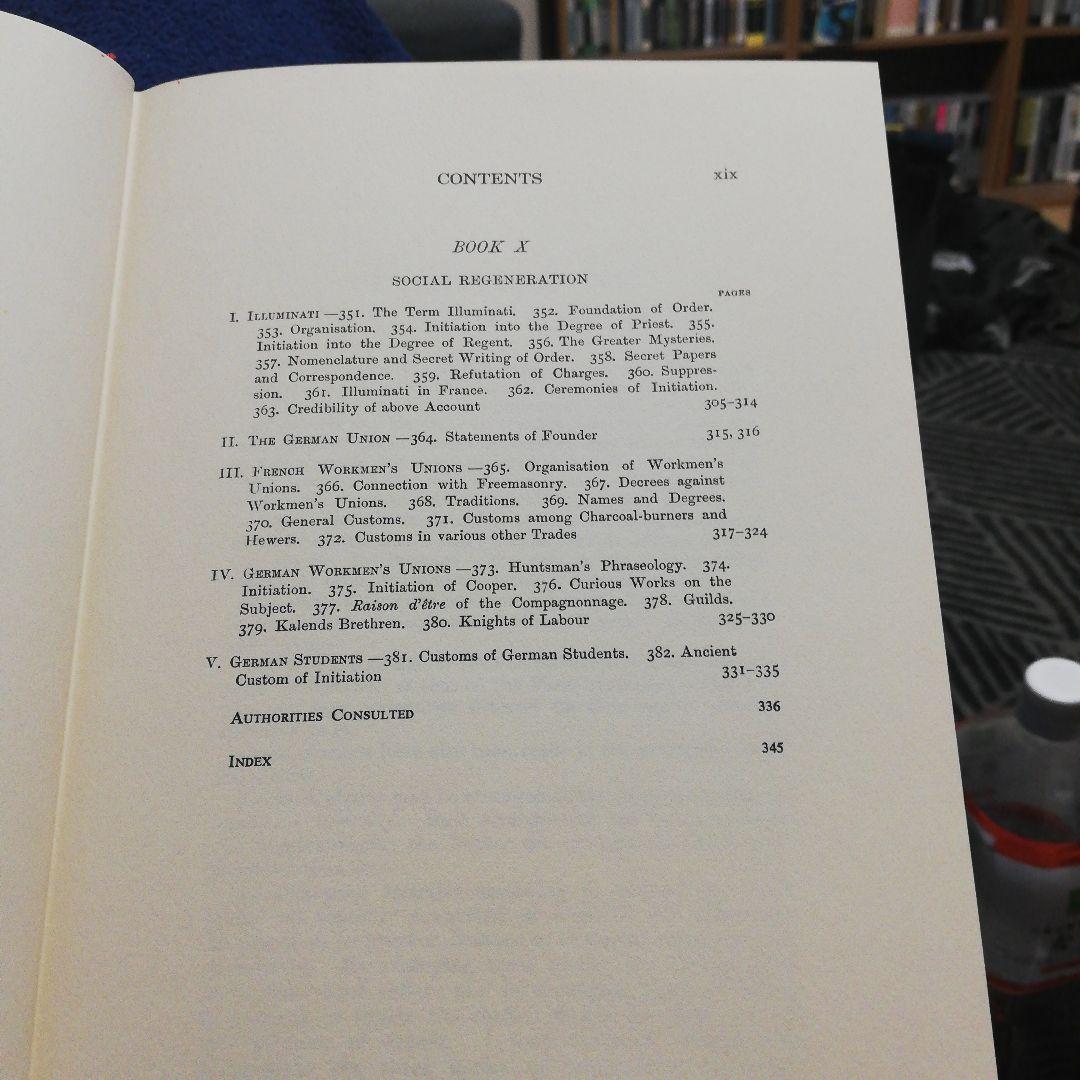 CONTENTS xix
BOOK X
SOCIAL REGENERATION
PAGES
I. ILLUMINATI —351. The Term Illuminati. 352. Foundation of Order.
353. Organisation. 354. Initiation into the Degree of Priest. 355.
Initiation into the Degree of Regent. 356. The Greater Mysteries.
357. Nomenclature and Secret Writing of Order. 358. Secret Papers
and Correspondence. 359. Refutation of Charges. 360. Suppres-
sion. 361. Illuminati in France. 362. Ceremonies of Initiation.
363. Credibility of above Account 305–314
II. THE GERMAN UNION —364. Statements of Founder 315, 316
III. FRENCH WORKMEN'S UNIONS —365. Organisation of Workmen's
Unions. 366. Connection with Freemasonry. 367. Decrees against
Workmen's Unions. 368. Traditions. 369. Names and Degrees.
370. General Customs. 371. Customs among Charcoal-burners and
Hewers. 372. Customs in various other Trades 317–324
IV. GERMAN WORKMEN'S UNIONS —373. Huntsman's Phraseology. 374.
Initiation. 375. Initiation of Cooper. 376. Curious Works on the
Subject. 377. Raison d'être of the Compagnonnage. 378. Guilds.
379. Kalends Brethren. 380. Knights of Labour 325–330
V. GERMAN STUDENTS —381. Customs of German Students. 382. Ancient
Custom of Initiation 331–335
AUTHORITIES CONSULTED 336
INDEX 345